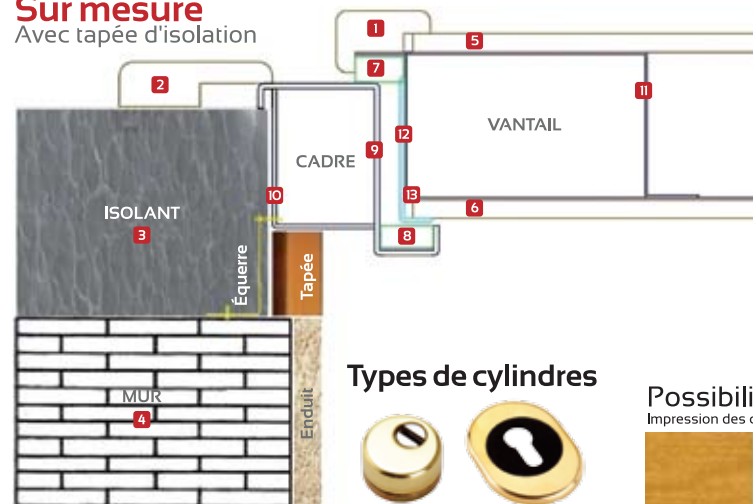 Sur mesure
Avec tapée d'isolation
1
2
5
7
11
VANTAIL
12
CADRE
9
10
13
6
ISOLANT
3
8
Équerre
Tapée
MUR
4
Enduit
Types de cylindres
Possibili
Impression des